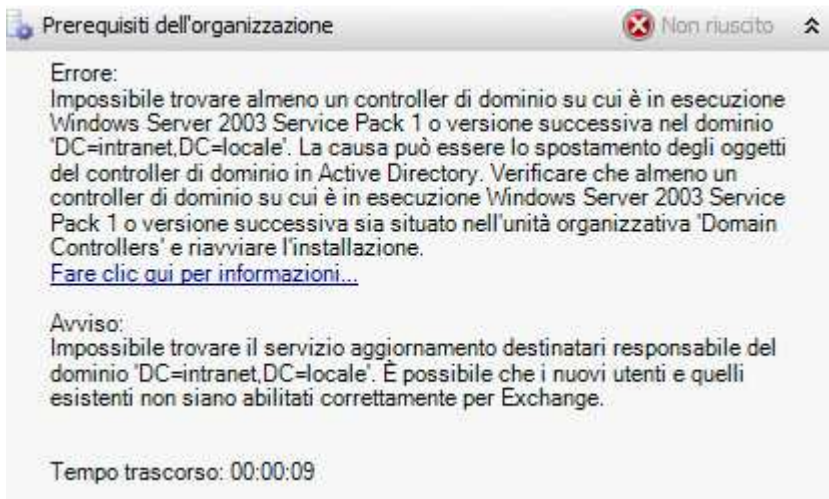 Prerequisiti dell'organizzazione
Non riuscito
Errore:
Impossibile trovare almeno un controller di dominio su cui è in esecuzione
Windows Server 2003 Service Pack 1 o versione successiva nel dominio
'DC=intranet,DC=locale'. La causa può essere lo spostamento degli oggetti
del controller di dominio in Active Directory. Verificare che almeno un
controller di dominio su cui è in esecuzione Windows Server 2003 Service
Pack 1 o versione successiva sia situato nell'unità organizzativa 'Domain
Controllers' e riavviare l'installazione.
Fare clic qui per informazioni...
Avviso:
Impossibile trovare il servizio aggiornamento destinatari responsabile del
dominio 'DC=intranet,DC=locale'. È possibile che i nuovi utenti e quelli
esistenti non siano abilitati correttamente per Exchange.
Tempo trascorso: 00:00:09